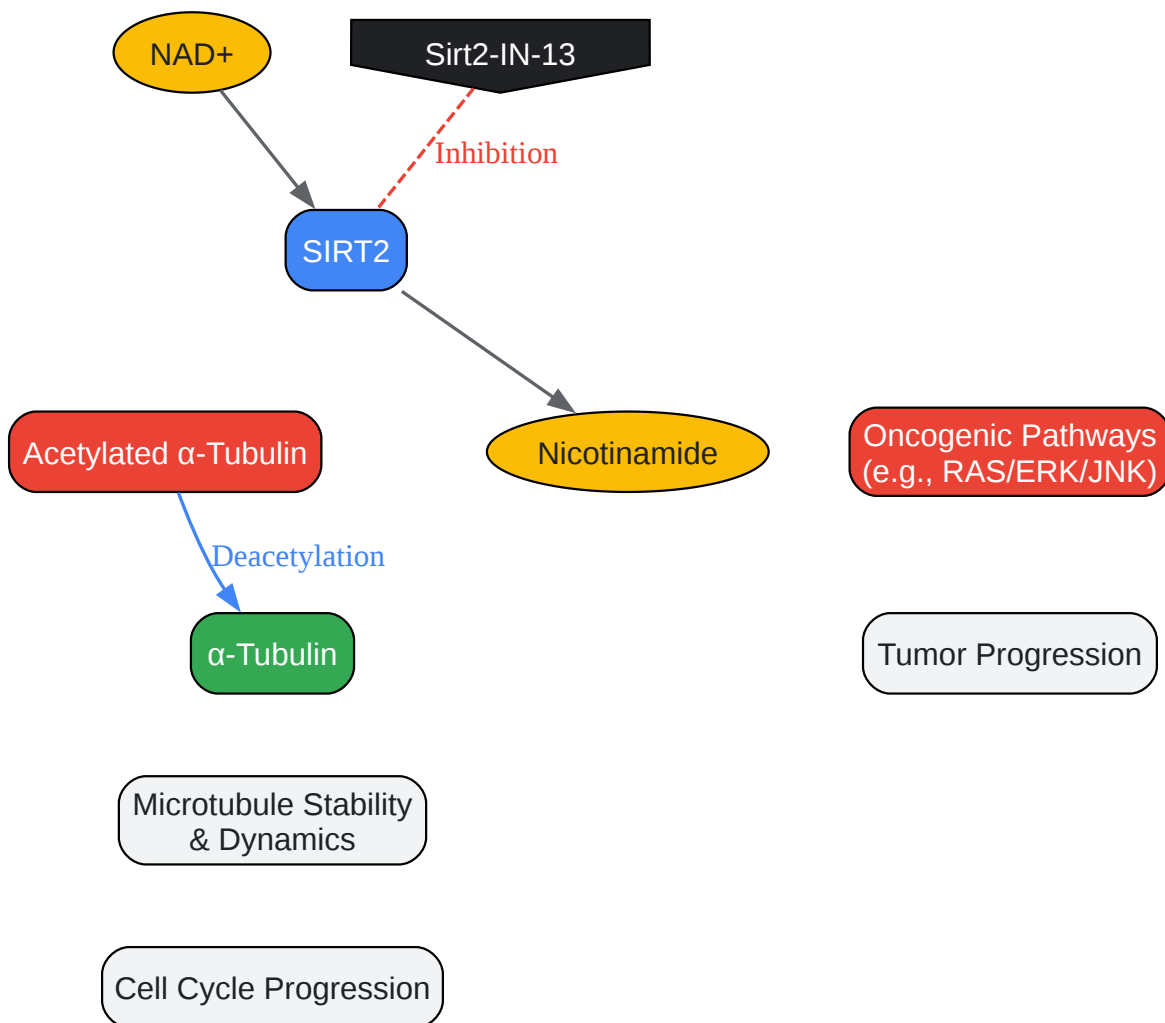 NAD+
Sirt2-IN-13
Inhibition
SIRT2
Acetylated α-Tubulin
Nicotinamide
Oncogenic Pathways
(e.g., RAS/ERK/JNK)
Deacetylation
α-Tubulin
Tumor Progression
Microtubule Stability
& Dynamics
Cell Cycle Progression